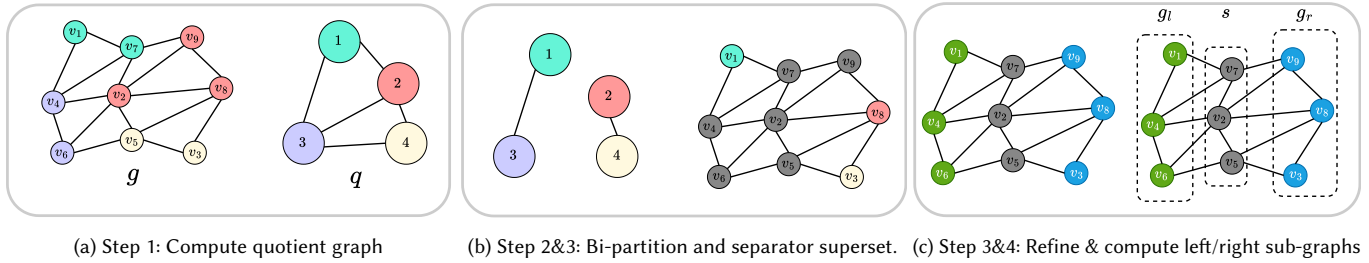 v1
v7
v9
v4
v2
v8
v5
v6
v3
g
1
2
3
4
q
(a) Step 1: Compute quotient graph
1
2
3
4
v1
v7
v9
v4
v2
v8
v5
v6
v3
(b) Step 2&3: Bi-partition and separator superset.
v1
v7
v9
v4
v2
v8
v5
v6
v3
gl s gr
v1
v7
v9
v4
v2
v8
v5
v6
v3
(c) Step 3&4: Refine & compute left/right sub-graphs